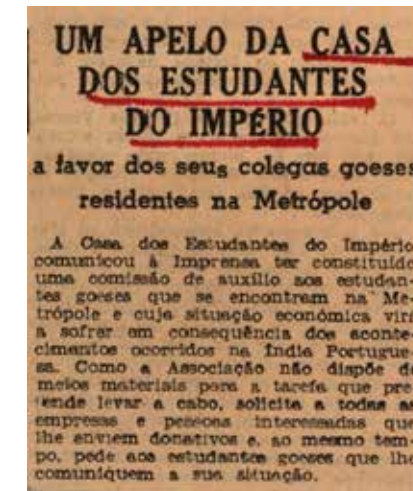 UM APELO DA CASA
DOS ESTUDANTES
DO IMPÉRIO
a favor dos seus colegas goeses
residentes na Metrópole
A Casa dos Estudantes do Império
comunicou à Imprensa ter constituído
uma comissão de auxílio aos estudan-
tes goeses que se encontram na Me-
trópole e cuja situação económica virá
a sofrer em consequência dos aconte-
cimentos ocorridos na Índia Portugue-
sa. Como a Associação não dispõe de
meios materiais para a tarefa que pre-
tende levar a cabo, solicita a todas as
empresas e pessoas interessadas que
lhe enviem donativos e, ao mesmo tem-
po, pede aos estudantes goeses que lhe
comuniquem a sua situação.